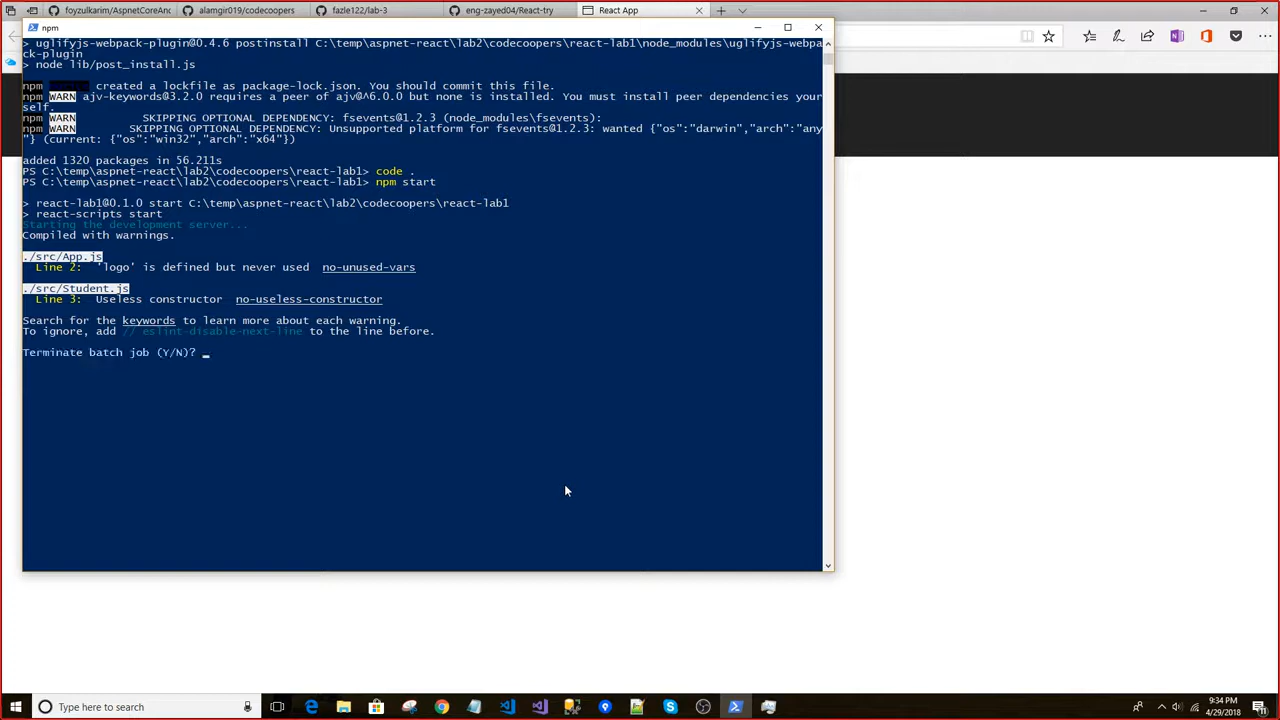 foyzulkarim/AspnetCoreAn
alamgir019/codecoopers
fazle122/lab-3
eng-zayed04/React-try
React App
npm
> uglifyjs-webpack-plugin@0.4.6 postinstall C:\temp\aspnet-react\lab2\codecoopers\react-lab1\node_modules\uglifyjs-webpa
ck-plugin
> node lib/post_install.js
npm created a lockfile as package-lock.json. You should commit this file.
npm WARN ajv-keywords@3.2.0 requires a peer of ajv@^6.0.0 but none is installed. You must install peer dependencies your
self.
npm WARN SKIPPING OPTIONAL DEPENDENCY: fsevents@1.2.3 (node_modules\fsevents):
npm WARN SKIPPING OPTIONAL DEPENDENCY: Unsupported platform for fsevents@1.2.3: wanted {"os":"darwin","arch":"any
"} (current: {"os":"win32","arch":"x64"})
added 1320 packages in 56.211s
PS C:\temp\aspnet-react\lab2\codecoopers\react-lab1> code .
PS C:\temp\aspnet-react\lab2\codecoopers\react-lab1> npm start
> react-lab1@0.1.0 start C:\temp\aspnet-react\lab2\codecoopers\react-lab1
> react-scripts start
Starting the development server...
Compiled with warnings.
./src/App.js
Line 2: 'logo' is defined but never used no-unused-vars
./src/Student.js
Line 3: Useless constructor no-useless-constructor
Search for the keywords to learn more about each warning.
To ignore, add // eslint-disable-next-line to the line before.
Terminate batch job (Y/N)? _
Type here to search
9:34 PM
4/29/2018